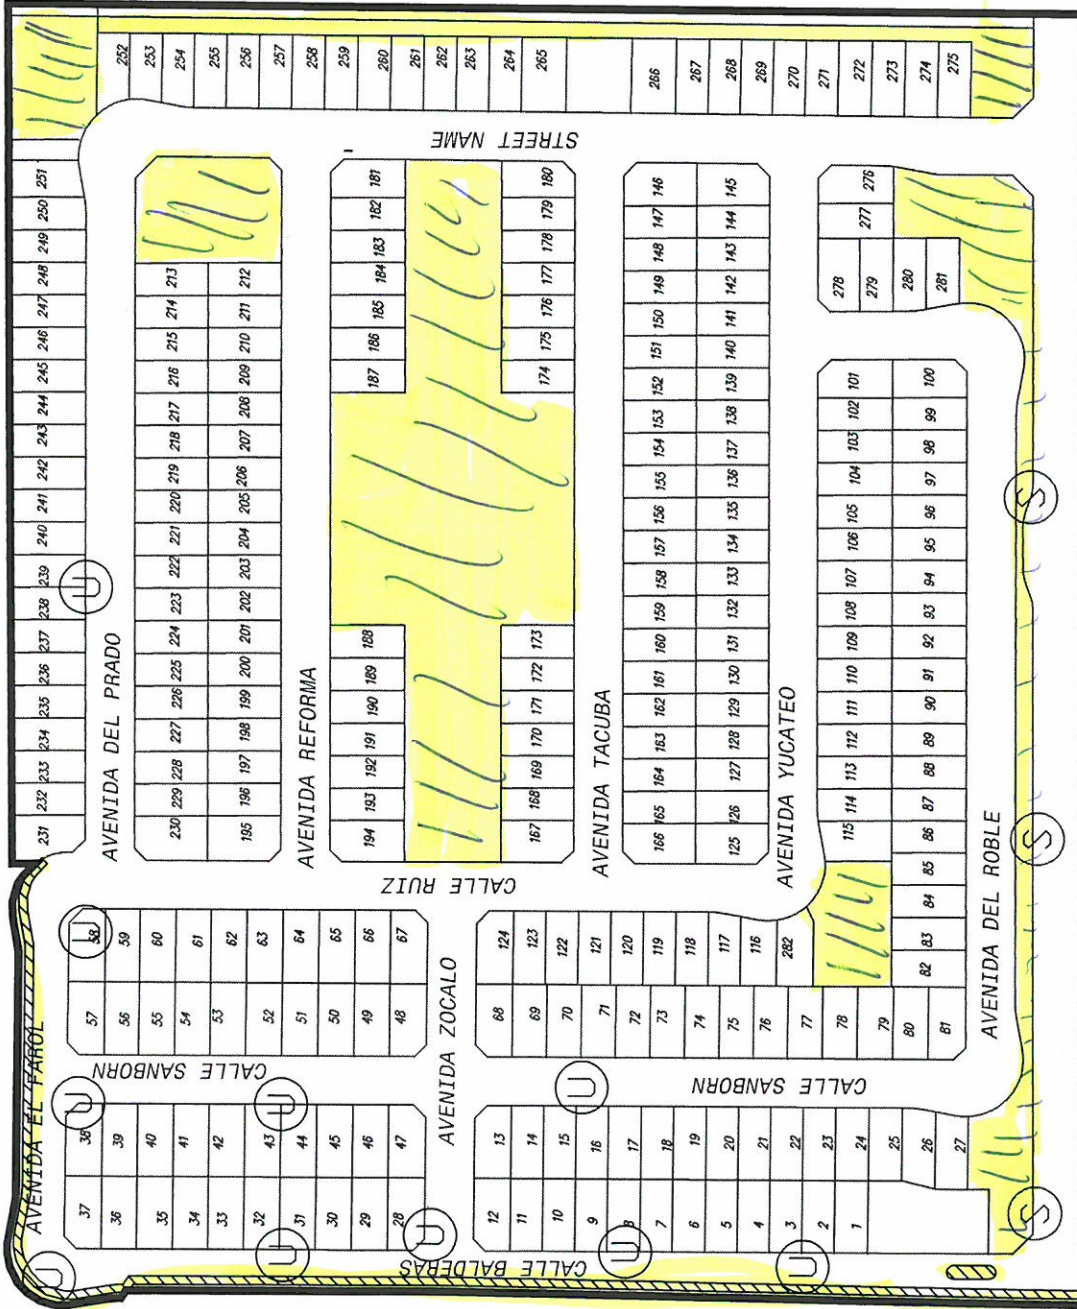 252 253 254 255 256 257 258 259 260 261 262 263 264 265 266 267 268 269 270 271 272 273 274 275
STREET NAME
251
250
249
248
247
246
245
244
243
242
241
240
239
238
237
236
235
234
233
232
231
U
AVENIDA DEL PRADO
213 212
214 211
215 210
216 209
217 208
218 207
219 206
220 205
221 204
222 203
223 202
224 201
225 200
226 199
227 198
228 197
229 196
230 195
AVENIDA REFORMA
181 180
182 179
183 178
184 177
185 176
186 175
187 174
188 173
189 172
190 171
191 170
192 169
193 168
194 167
AVENIDA TACUBA
146 145
147 144
148 143
149 142
150 141
151 140
152 139
153 138
154 137
155 136
156 135
157 134
158 133
159 132
160 131
161 130
162 129
163 128
164 127
165 126
166 125
AVENIDA YUCATEO
276
277
278 279 280 281
101 100
102 99
103 98
104 97
105 96
106 95
107 94
108 93
109 92
110 91
111 90
112 89
113 88
114 87
115 86
85
84
83
82
S
S
AVENIDA DEL ROBLE
CALLE RUIZ
U
58 59 60 61 62 63 64 65 66 67
57 56 55 54 53 52 51 50 49 48
AVENIDA ZOCALO
124 123 122 121 120 119 118 117 116 282
68 69 70 71 72 73 74 75 76 77 78 79 80 81
AVENIDA EL FAROL
CALLE SANBORN
CALLE SANBORN
U
U
U
38 39 40 41 42 43 44 45 46 47
13 14 15 16 17 18 19 20 21 22 23 24 25 26 27
37 36 35 34 33 32 31 30 29 28
12 11 10 9 8 7 6 5 4 3 2 1
U
U
U
U
U
S
CALLE BALDERAS